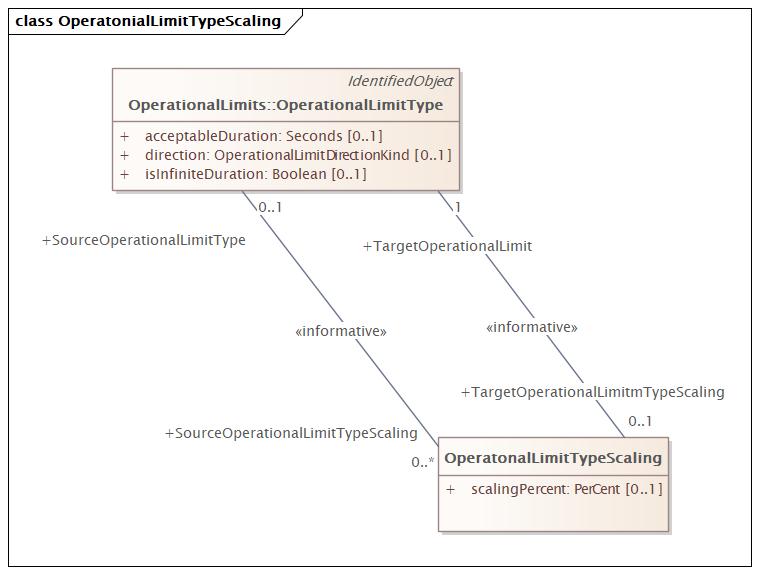 class OperatonialLimitTypeScaling
IdentifiedObject
OperationalLimits::OperationalLimitType
+ acceptableDuration: Seconds [0..1]
+ direction: OperationalLimitDirectionKind [0..1]
+ isInfiniteDuration: Boolean [0..1]
0..1
1
+SourceOperationalLimitType
+TargetOperationalLimit
«informative»
«informative»
+TargetOperationalLimitmTypeScaling
0..1
+SourceOperationalLimitTypeScaling
0..*
OperatonalLimitTypeScaling
+ scalingPercent: PerCent [0..1]